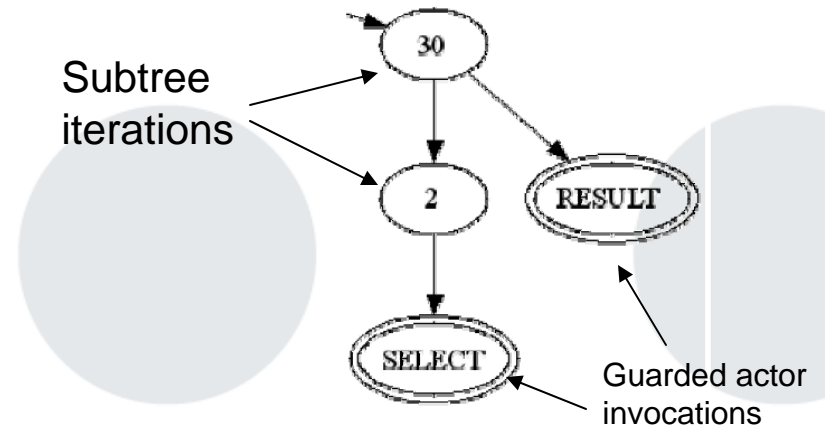 30
Subtree
iterations
2
RESULT
SELECT
Guarded actor
invocations